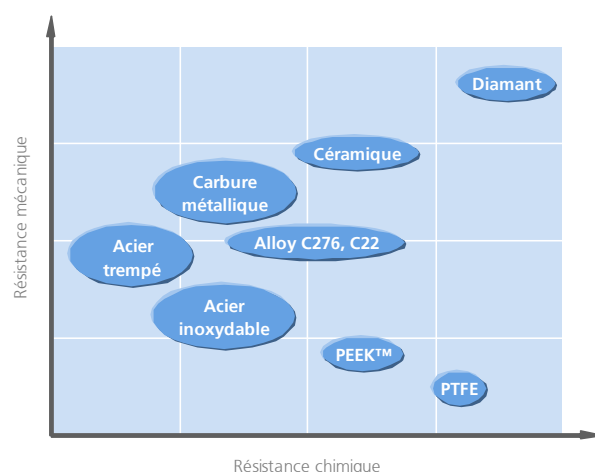 Résistance mécanique
Diamant
Céramique
Carbure
métallique
Alloy C276, C22
Acier
trempé
Acier
inoxydable
PEEK™
PTFE
Résistance chimique